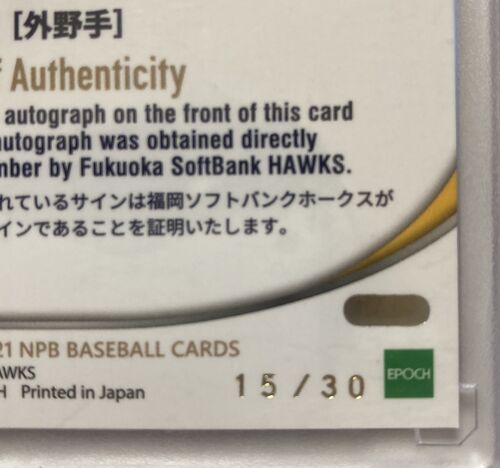 [外野手]
f Authenticity
autograph on the front of this card
autograph was obtained directly
mber by Fukuoka SoftBank HAWKS.
れているサインは福岡ソフトバンクホークスが
インであることを証明いたします。
21 NPB BASEBALL CARDS
AWKS
H Printed in Japan
15/30
EPOCH